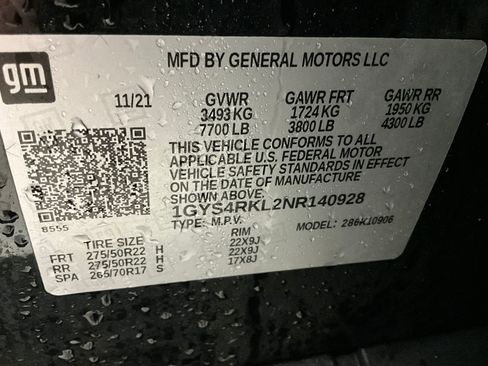 gm
MFD BY GENERAL MOTORS LLC
11/21 GVWR GAWR FRT GAWR RR
3493 KG 1724 KG 1950 KG
7700 LB 3800 LB 4300 LB
THIS VEHICLE CONFORMS TO ALL
APPLICABLE U.S. FEDERAL MOTOR
VEHICLE SAFETY STANDARDS IN EFFECT
ON THE DATE OF MANUFACTURE
SHOWN ABOVE.
1GYS4RKL2NR140928
8555 TYPE: M.P.V. MODEL: 286K10906
TIRE SIZE RIM
FRT 275/50R22 H 22X9J
RR 275/50R22 H 22X9J
SPA 265/70R17 S 17X8J